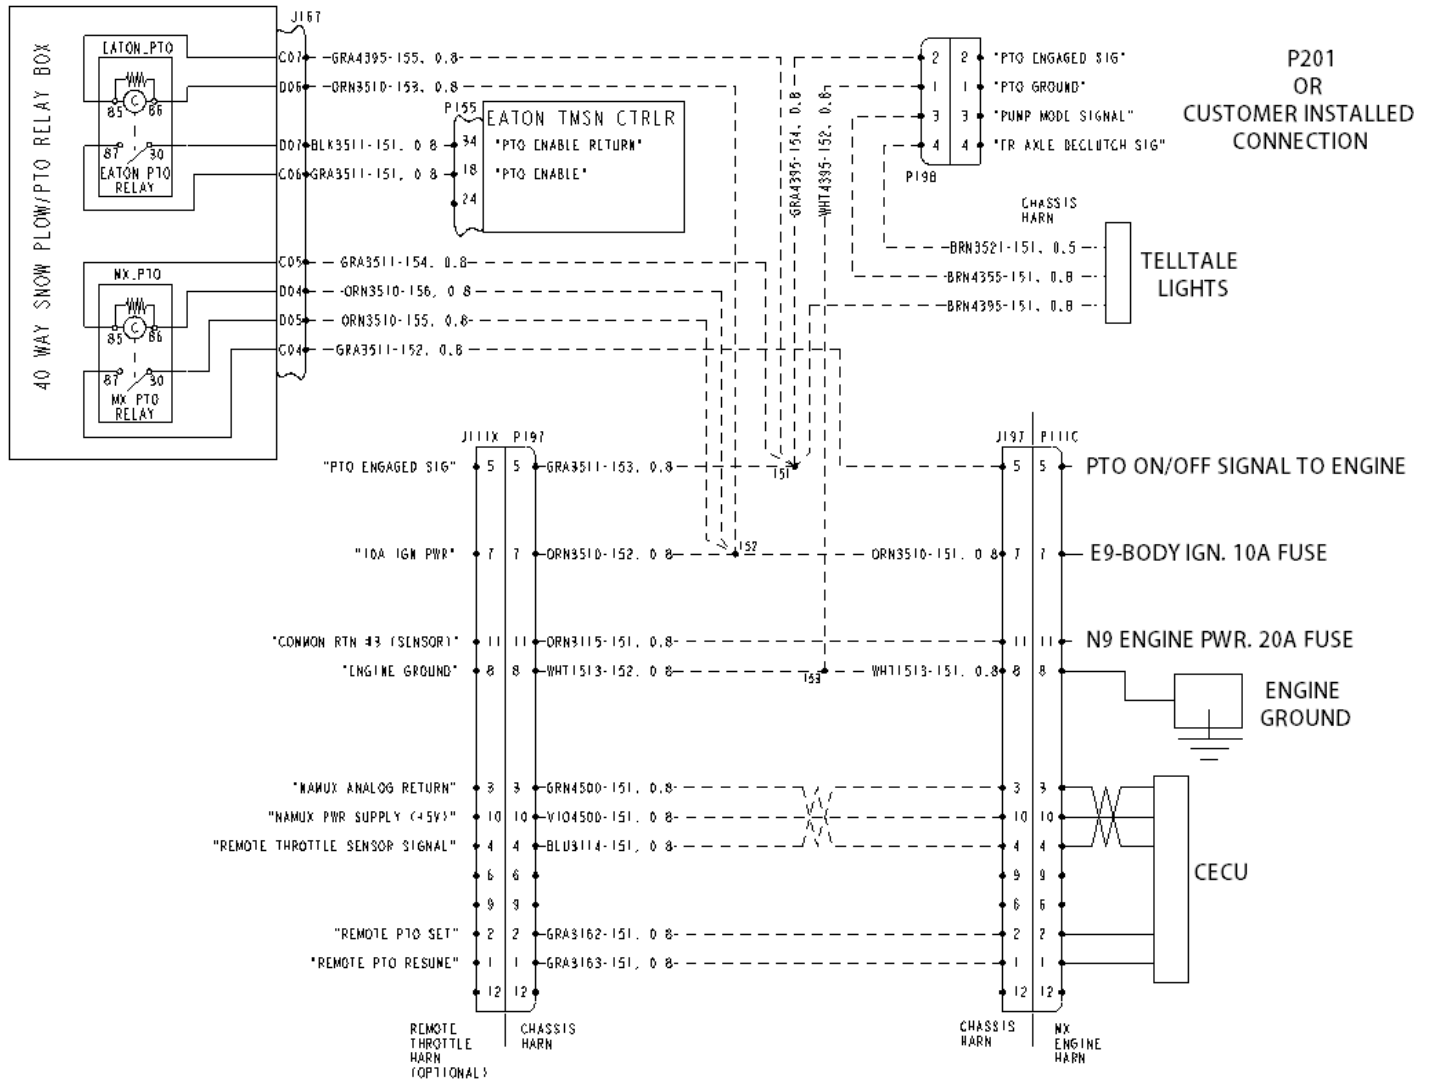 40 WAY SNOW PLOW/PTO RELAY BOX
J167
EATON_PTO
85 C 86
87 30
EATON PTO
RELAY
MX_PTO
85 C 86
87 30
MX PTO
RELAY
C07 GRA4395-155, 0.8
D06 ORN3510-153, 0.8
D07 BLK3511-151, 0 8
C06 GRA3511-151, 0 8
C05 GRA3511-154, 0.8
D04 ORN3510-156, 0 8
D05 ORN3510-155, 0.8
C04 GRA3511-152, 0.8
P155
EATON TMSN CTRLR
34 "PTO ENABLE RETURN"
18 "PTO ENABLE"
24
GRA4395-154, 0.8
WHT4395-152, 0.8
2 2 "PTO ENGAGED SIG"
1 1 "PTO GROUND"
3 3 "PUMP MODE SIGNAL"
4 4 "FR AXLE DECLUTCH SIG"
P198
P201
OR
CUSTOMER INSTALLED
CONNECTION
CHASSIS
HARN
BRN3521-151, 0.5
BRN4355-151, 0.8
BRN4395-151, 0.8
TELLTALE
LIGHTS
J111X P197
J197 P111C
"PTO ENGAGED SIG" 5 5 GRA3511-153, 0.8
151
5 5 PTO ON/OFF SIGNAL TO ENGINE
"10A IGN PWR" 7 7 ORN3510-152, 0 8
152
ORN3510-151, 0 8 7 7 E9-BODY IGN. 10A FUSE
"COMMON RTN #3 (SENSOR)" 11 11 ORN3115-151, 0.8
11 11 N9 ENGINE PWR. 20A FUSE
"ENGINE GROUND" 8 8 WHT1513-152, 0 8
153
WHT1513-151, 0.8 8 8
ENGINE
GROUND
"NAMUX ANALOG RETURN" 3 3 GRN4500-151, 0.8 3 3
"NAMUX PWR SUPPLY (+5V)" 10 10 VIO4500-151, 0.8 10 10
"REMOTE THROTTLE SENSOR SIGNAL" 4 4 BLU3114-151, 0.8 4 4
6 6 9 9
9 9 6 6
CECU
"REMOTE PTO SET" 2 2 GRA3162-151, 0 8 2 2
"REMOTE PTO RESUME" 1 1 GRA3163-151, 0 8 1 1
12 12 12 12
REMOTE
THROTTLE
HARN
(OPTIONAL)
CHASSIS
HARN
CHASSIS
HARN
MX
ENGINE
HARN